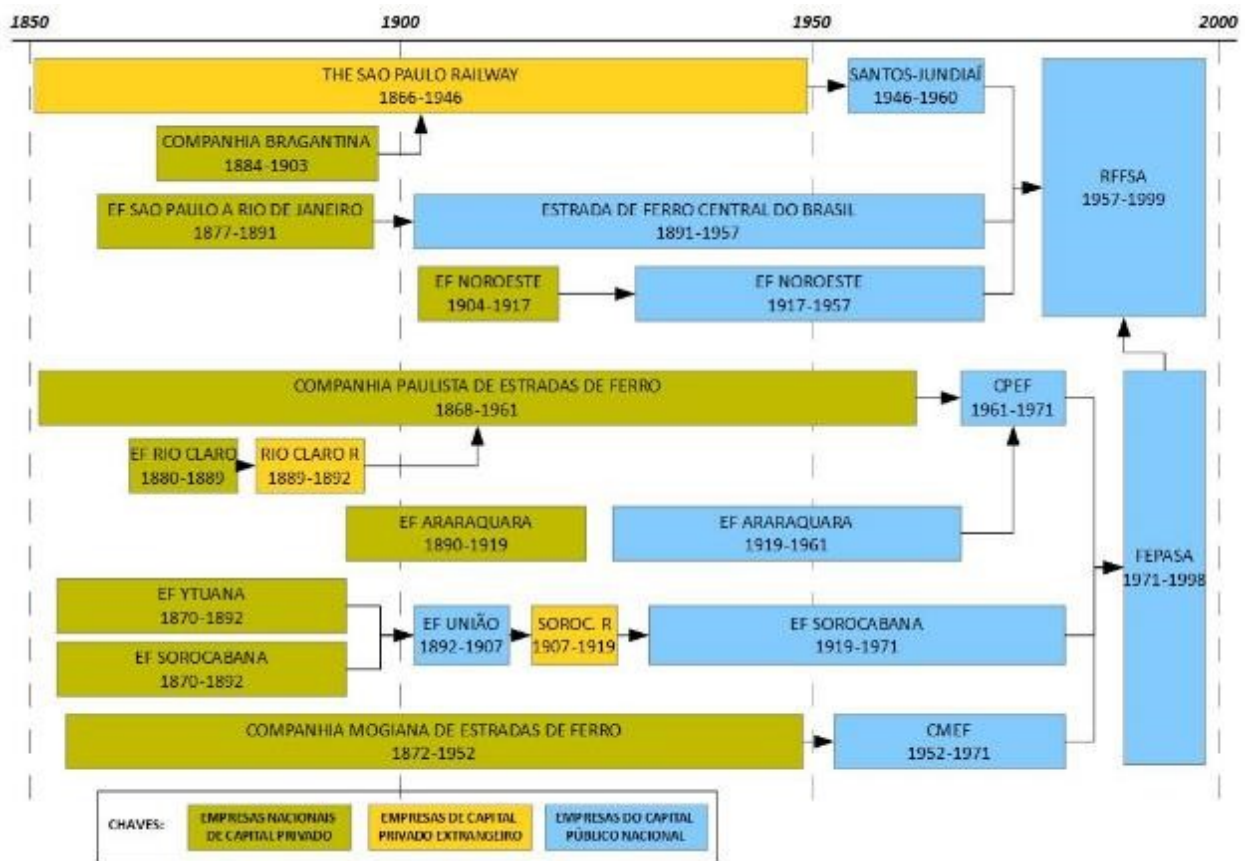 1850 1900 1950 2000
THE SAO PAULO RAILWAY
1866-1946
SANTOS-JUNDIAÍ
1946-1960
COMPANHIA BRAGANTINA
1884-1903
RFFSA
1957-1999
EF SAO PAULO A RIO DE JANEIRO
1877-1891
ESTRADA DE FERRO CENTRAL DO BRASIL
1891-1957
EF NOROESTE
1904-1917
EF NOROESTE
1917-1957
COMPANHIA PAULISTA DE ESTRADAS DE FERRO
1868-1961
CPEF
1961-1971
EF RIO CLARO
1880-1889
RIO CLARO R
1889-1892
EF ARARAQUARA
1890-1919
EF ARARAQUARA
1919-1961
FEPASA
1971-1998
EF YTUANA
1870-1892
EF SOROCABANA
1870-1892
EF UNIÃO
1892-1907
SOROC. R
1907-1919
EF SOROCABANA
1919-1971
COMPANHIA MOGIANA DE ESTRADAS DE FERRO
1872-1952
CMEF
1952-1971
CHAVES:
EMPRESAS NACIONAIS
DE CAPITAL PRIVADO
EMPRESAS DE CAPITAL
PRIVADO EXTRANGEIRO
EMPRESAS DO CAPITAL
PÚBLICO NACIONAL